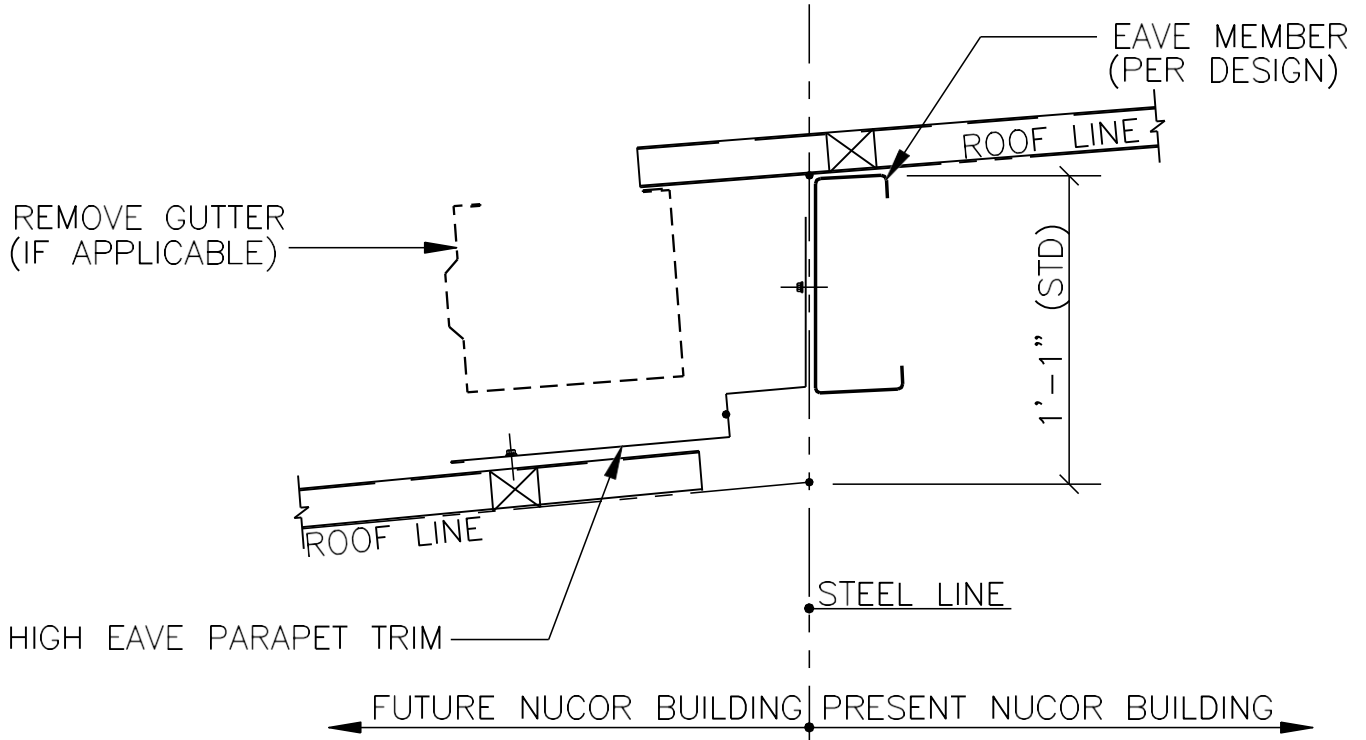 EAVE MEMBER
(PER DESIGN)
ROOF LINE
REMOVE GUTTER
(IF APPLICABLE)
1'-1" (STD)
ROOF LINE
STEEL LINE
HIGH EAVE PARAPET TRIM
FUTURE NUCOR BUILDING
PRESENT NUCOR BUILDING